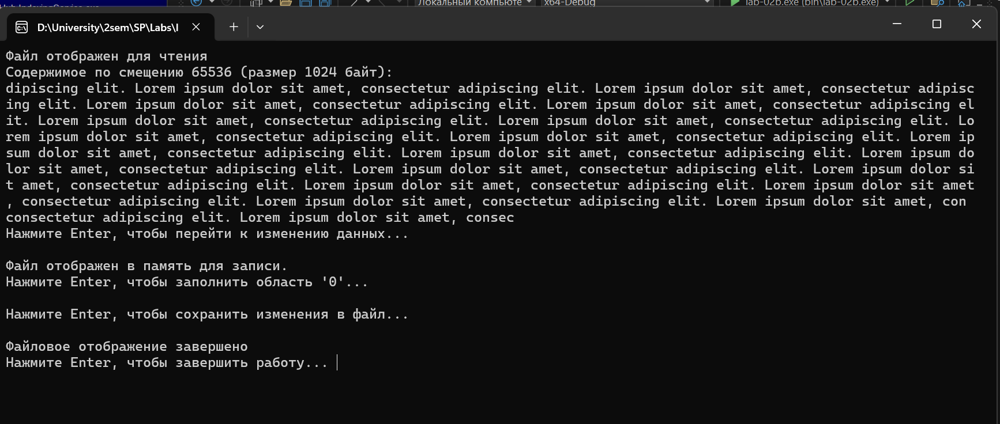 Локальный компьюте x64-Debug lab-02b.exe (bin\lab-02b.exe)
D:\University\2sem\SP\Labs\l
Файл отображен для чтения
Содержимое по смещению 65536 (размер 1024 байт):
dipiscing elit. Lorem ipsum dolor sit amet, consectetur adipiscing elit. Lorem ipsum dolor sit amet, consectetur adipisc
ing elit. Lorem ipsum dolor sit amet, consectetur adipiscing elit. Lorem ipsum dolor sit amet, consectetur adipiscing el
it. Lorem ipsum dolor sit amet, consectetur adipiscing elit. Lorem ipsum dolor sit amet, consectetur adipiscing elit. Lo
rem ipsum dolor sit amet, consectetur adipiscing elit. Lorem ipsum dolor sit amet, consectetur adipiscing elit. Lorem ip
sum dolor sit amet, consectetur adipiscing elit. Lorem ipsum dolor sit amet, consectetur adipiscing elit. Lorem ipsum do
lor sit amet, consectetur adipiscing elit. Lorem ipsum dolor sit amet, consectetur adipiscing elit. Lorem ipsum dolor si
t amet, consectetur adipiscing elit. Lorem ipsum dolor sit amet, consectetur adipiscing elit. Lorem ipsum dolor sit amet
, consectetur adipiscing elit. Lorem ipsum dolor sit amet, consectetur adipiscing elit. Lorem ipsum dolor sit amet, con
consectetur adipiscing elit. Lorem ipsum dolor sit amet, consec
Нажмите Enter, чтобы перейти к изменению данных...
Файл отображен в память для записи.
Нажмите Enter, чтобы заполнить область '0'...
Нажмите Enter, чтобы сохранить изменения в файл...
Файловое отображение завершено
Нажмите Enter, чтобы завершить работу...